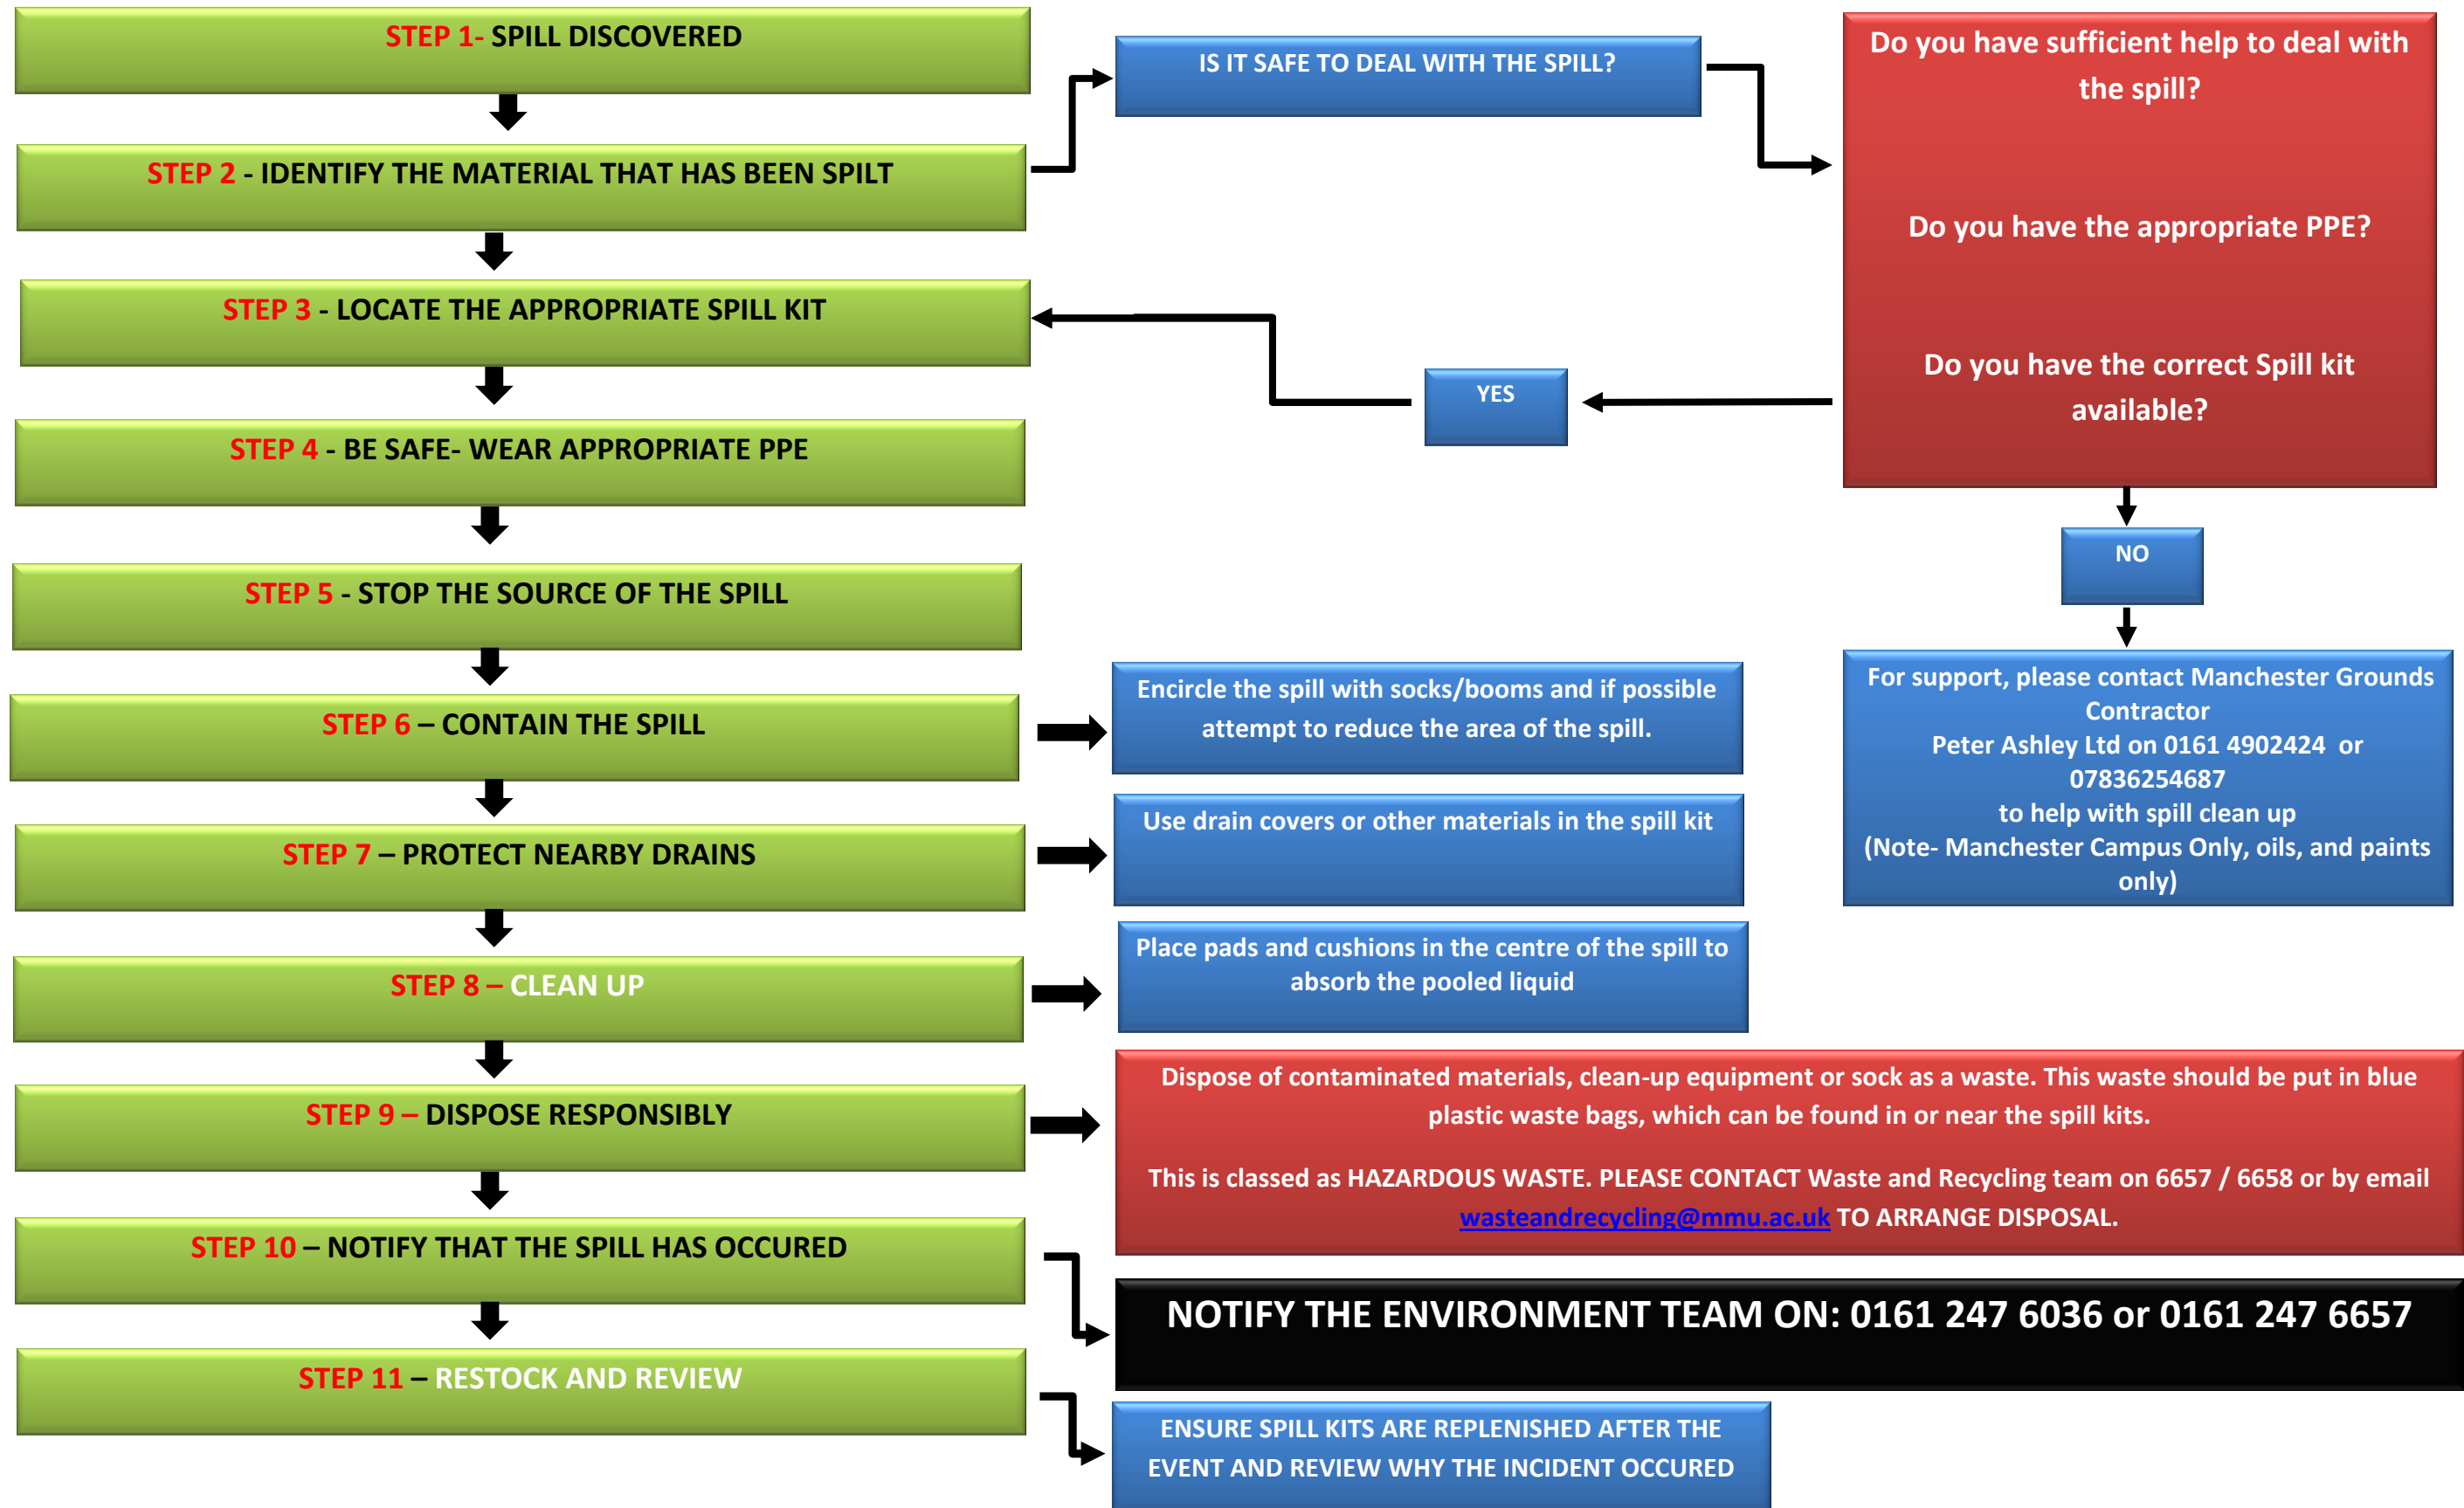 STEP 1- SPILL DISCOVERED
IS IT SAFE TO DEAL WITH THE SPILL?
Do you have sufficient help to deal with
the spill?
Do you have the appropriate PPE?
Do you have the correct Spill kit
available?
STEP 2 - IDENTIFY THE MATERIAL THAT HAS BEEN SPILT
STEP 3 - LOCATE THE APPROPRIATE SPILL KIT
YES
STEP 4 - BE SAFE- WEAR APPROPRIATE PPE
NO
STEP 5 - STOP THE SOURCE OF THE SPILL
For support, please contact Manchester Grounds
Contractor
Peter Ashley Ltd on 0161 4902424 or
07836254687
to help with spill clean up
(Note- Manchester Campus Only, oils, and paints
only)
STEP 6 – CONTAIN THE SPILL
Encircle the spill with socks/booms and if possible
attempt to reduce the area of the spill.
STEP 7 – PROTECT NEARBY DRAINS
Use drain covers or other materials in the spill kit
STEP 8 – CLEAN UP
Place pads and cushions in the centre of the spill to
absorb the pooled liquid
STEP 9 – DISPOSE RESPONSIBLY
Dispose of contaminated materials, clean-up equipment or sock as a waste. This waste should be put in blue
plastic waste bags, which can be found in or near the spill kits.
This is classed as HAZARDOUS WASTE. PLEASE CONTACT Waste and Recycling team on 6657 / 6658 or by email
wasteandrecycling@mmu.ac.uk TO ARRANGE DISPOSAL.
STEP 10 – NOTIFY THAT THE SPILL HAS OCCURED
NOTIFY THE ENVIRONMENT TEAM ON: 0161 247 6036 or 0161 247 6657
STEP 11 – RESTOCK AND REVIEW
ENSURE SPILL KITS ARE REPLENISHED AFTER THE
EVENT AND REVIEW WHY THE INCIDENT OCCURED